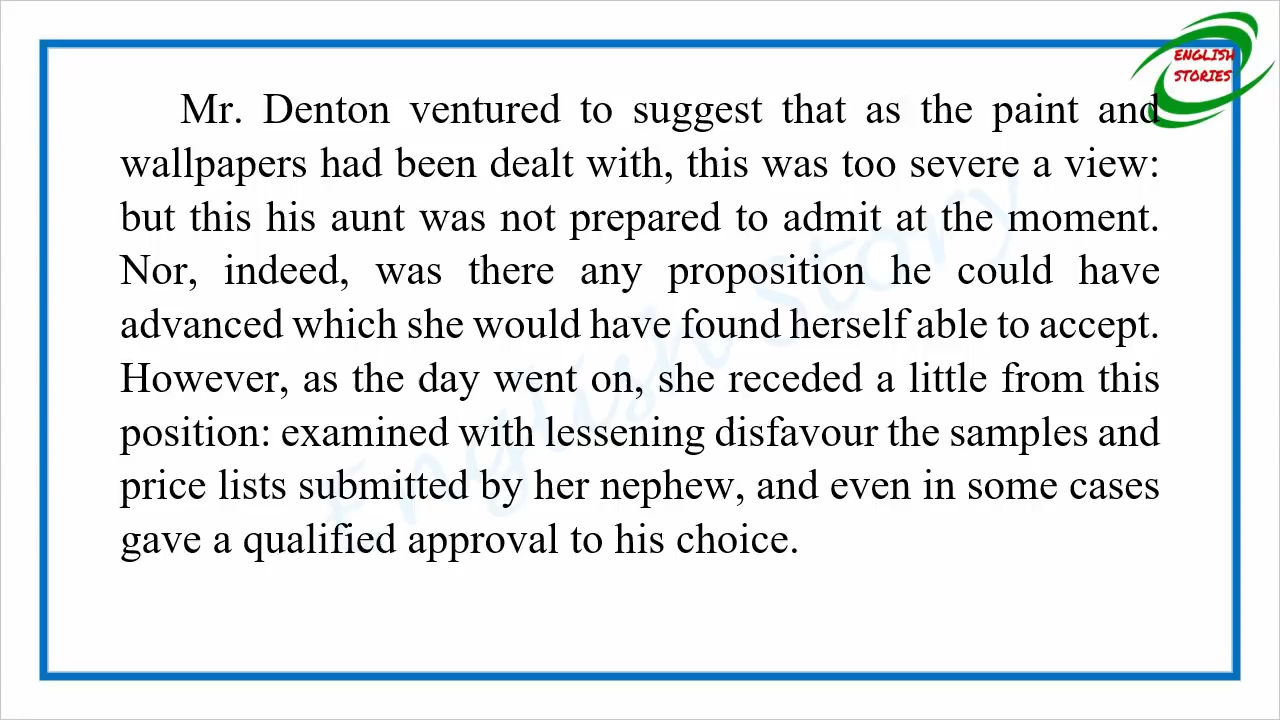 ENGLISH
STORIES
Mr. Denton ventured to suggest that as the paint and
wallpapers had been dealt with, this was too severe a view:
but this his aunt was not prepared to admit at the moment.
Nor, indeed, was there any proposition he could have
advanced which she would have found herself able to accept.
However, as the day went on, she receded a little from this
position: examined with lessening disfavour the samples and
price lists submitted by her nephew, and even in some cases
gave a qualified approval to his choice.
English Story